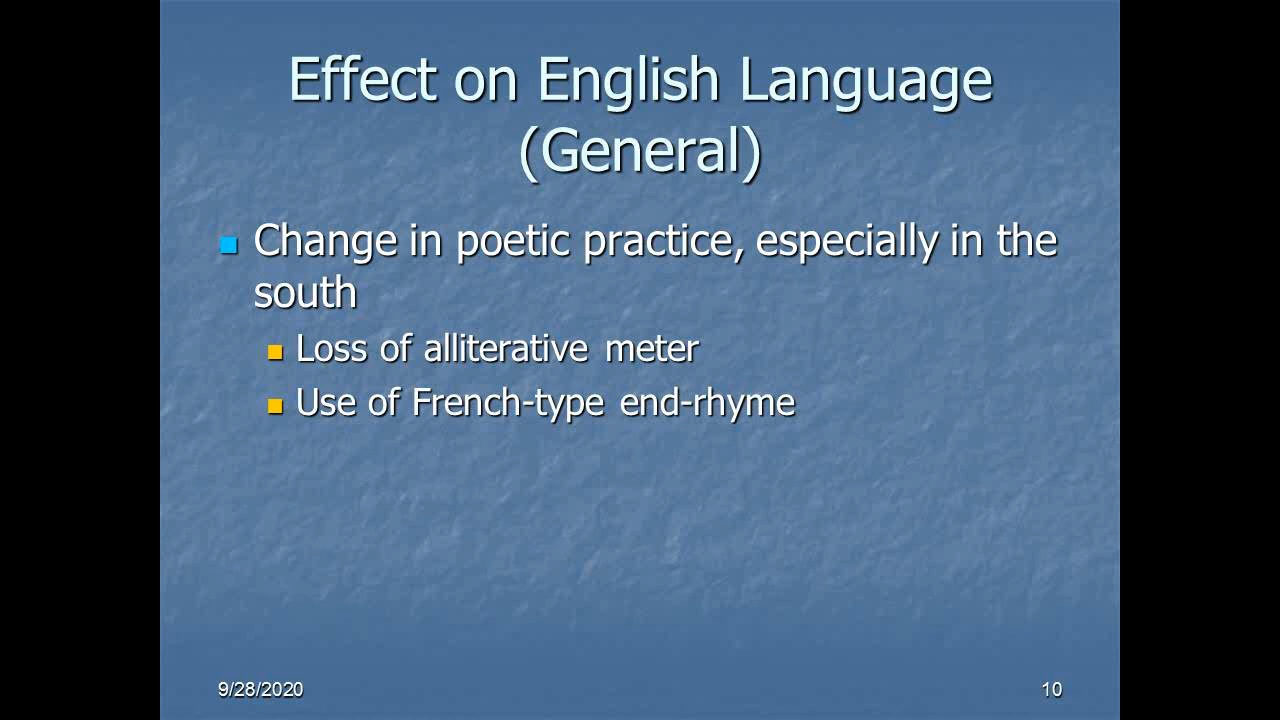 Effect on English Language
(General)
Change in poetic practice, especially in the
south
Loss of alliterative meter
Use of French-type end-rhyme
9/28/2020
10